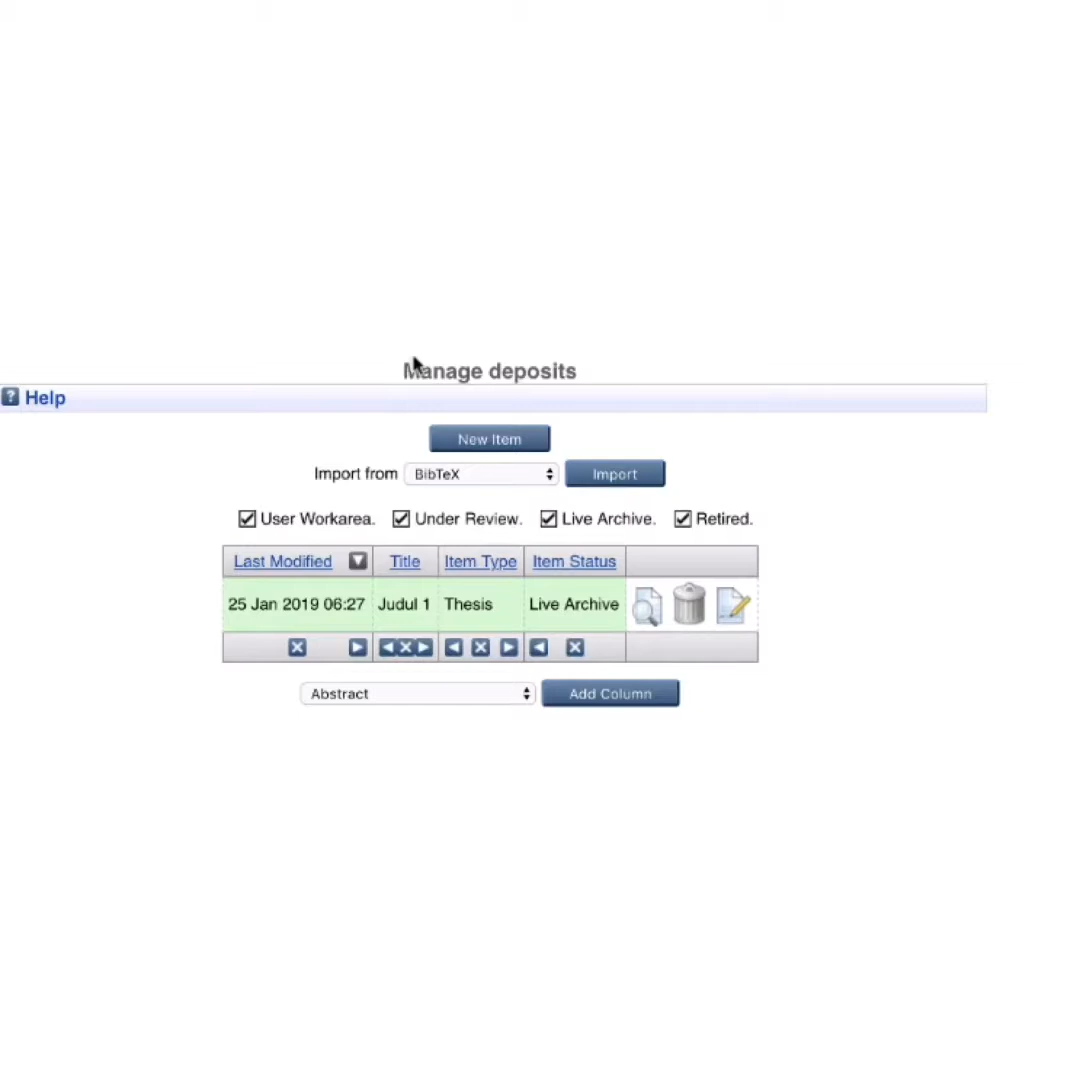 Manage deposits
? Help
New Item
Import from BibTeX Import
User Workarea. Under Review. Live Archive. Retired.
Last Modified Title Item Type Item Status
25 Jan 2019 06:27 Judul 1 Thesis Live Archive
Abstract Add Column